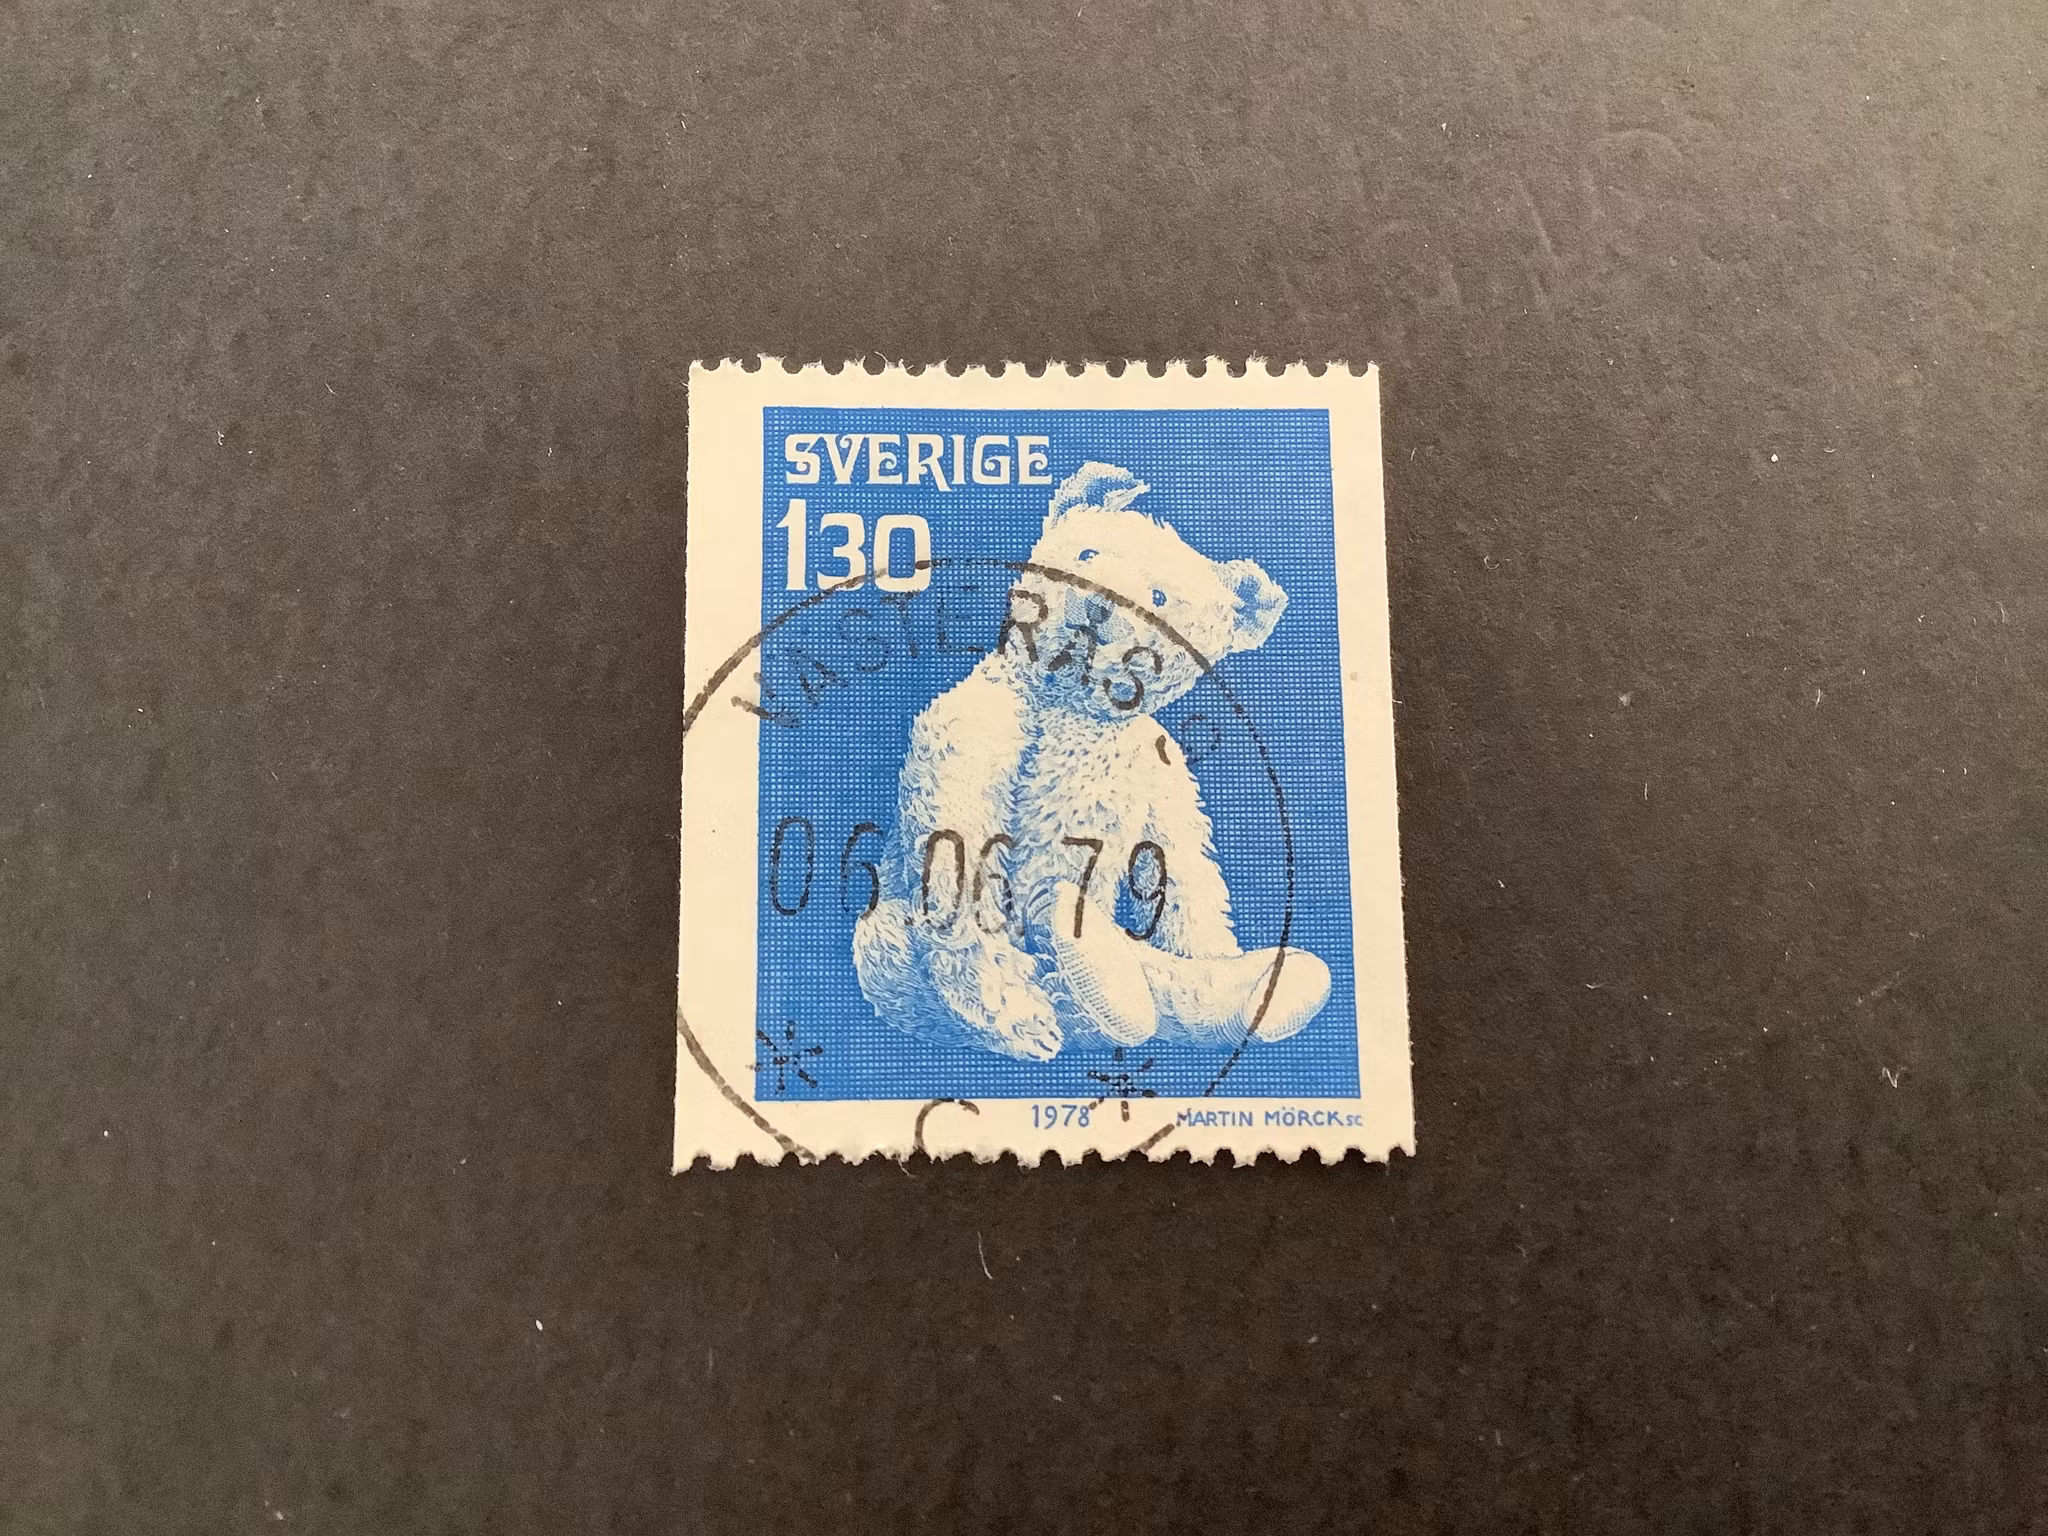 SVERIGE
130
VÄSTERÅS
06.06.79
C
1978 MARTIN MÖRCK SC